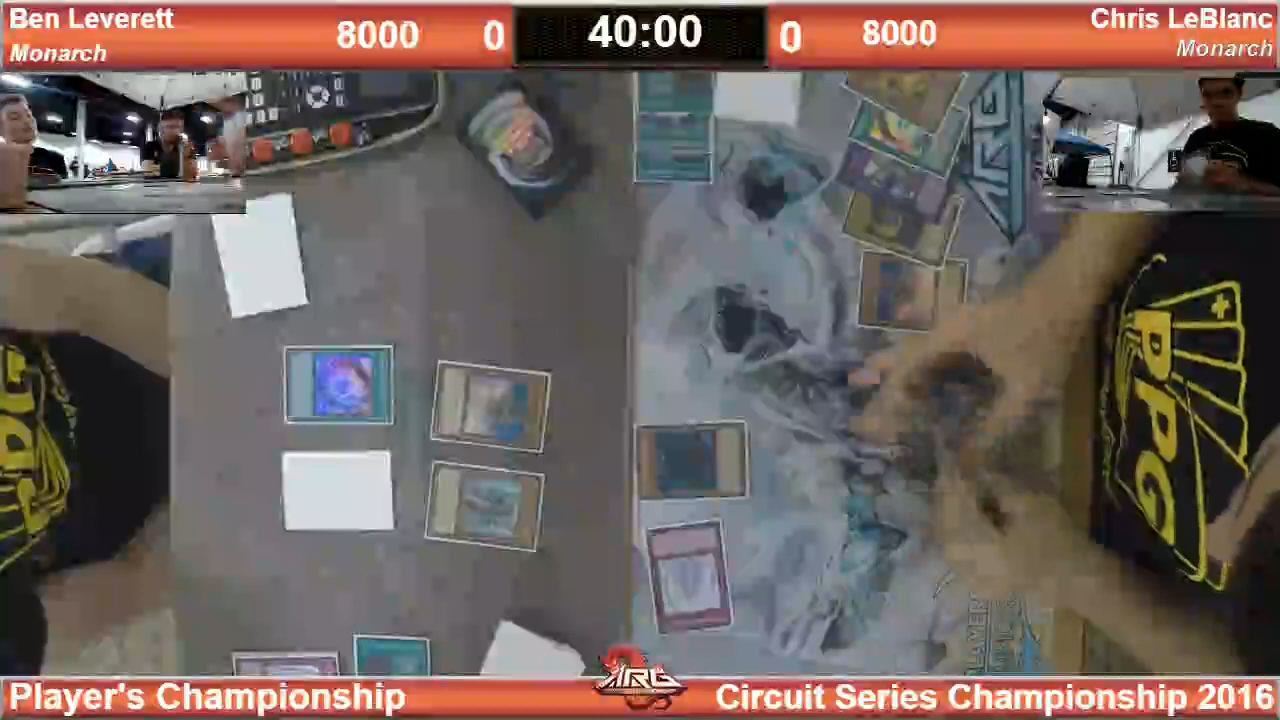 Ben Leverett
8000
0
40:00
0
8000
Chris LeBlanc
Monarch
Monarch
ARG
PPG
ARG
Player's Championship
Circuit Series Championship 2016